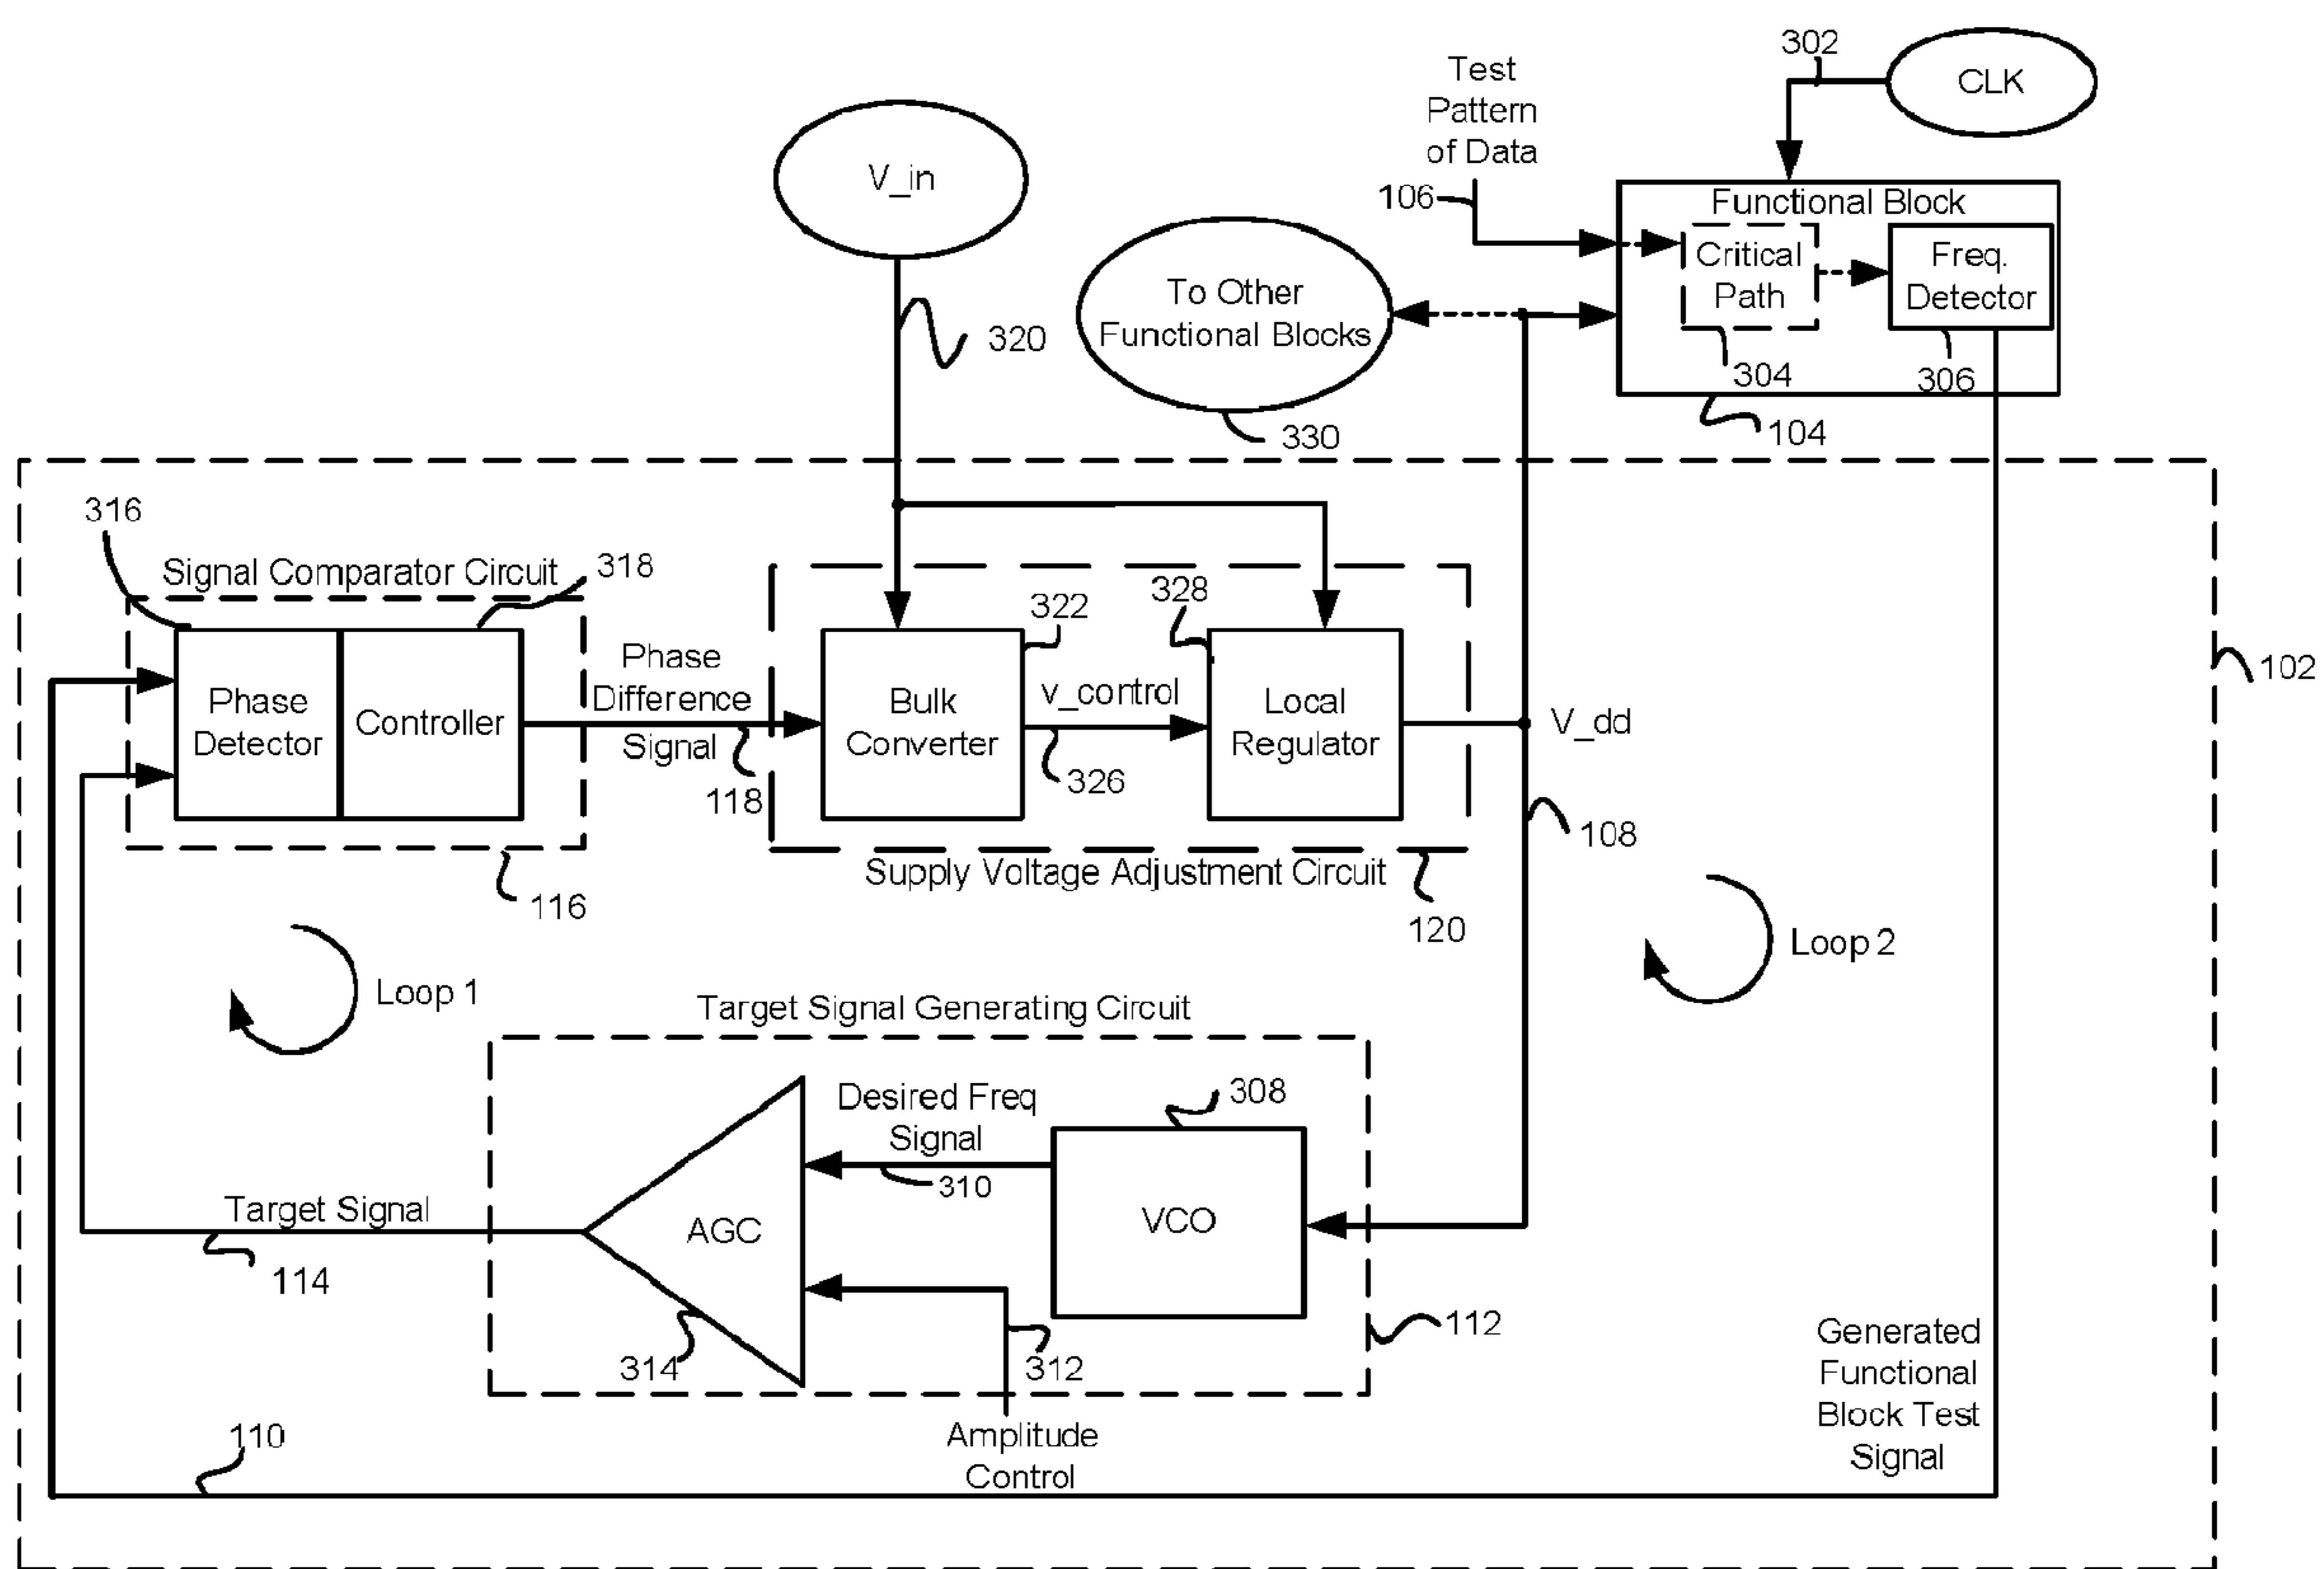 302
CLK
Test
Pattern
of Data
106
V_in
Functional Block
Critical
Path
Freq.
Detector
304
306
104
To Other
Functional Blocks
330
320
316
Signal Comparator Circuit
318
Phase
Detector
Controller
Phase
Difference
Signal
118
116
322
328
Bulk
Converter
v_control
326
Local
Regulator
V_dd
108
102
Supply Voltage Adjustment Circuit
120
Loop 1
Loop 2
Target Signal Generating Circuit
Desired Freq
Signal
310
308
VCO
AGC
314
312
112
Target Signal
114
Amplitude
Control
110
Generated
Functional
Block Test
Signal